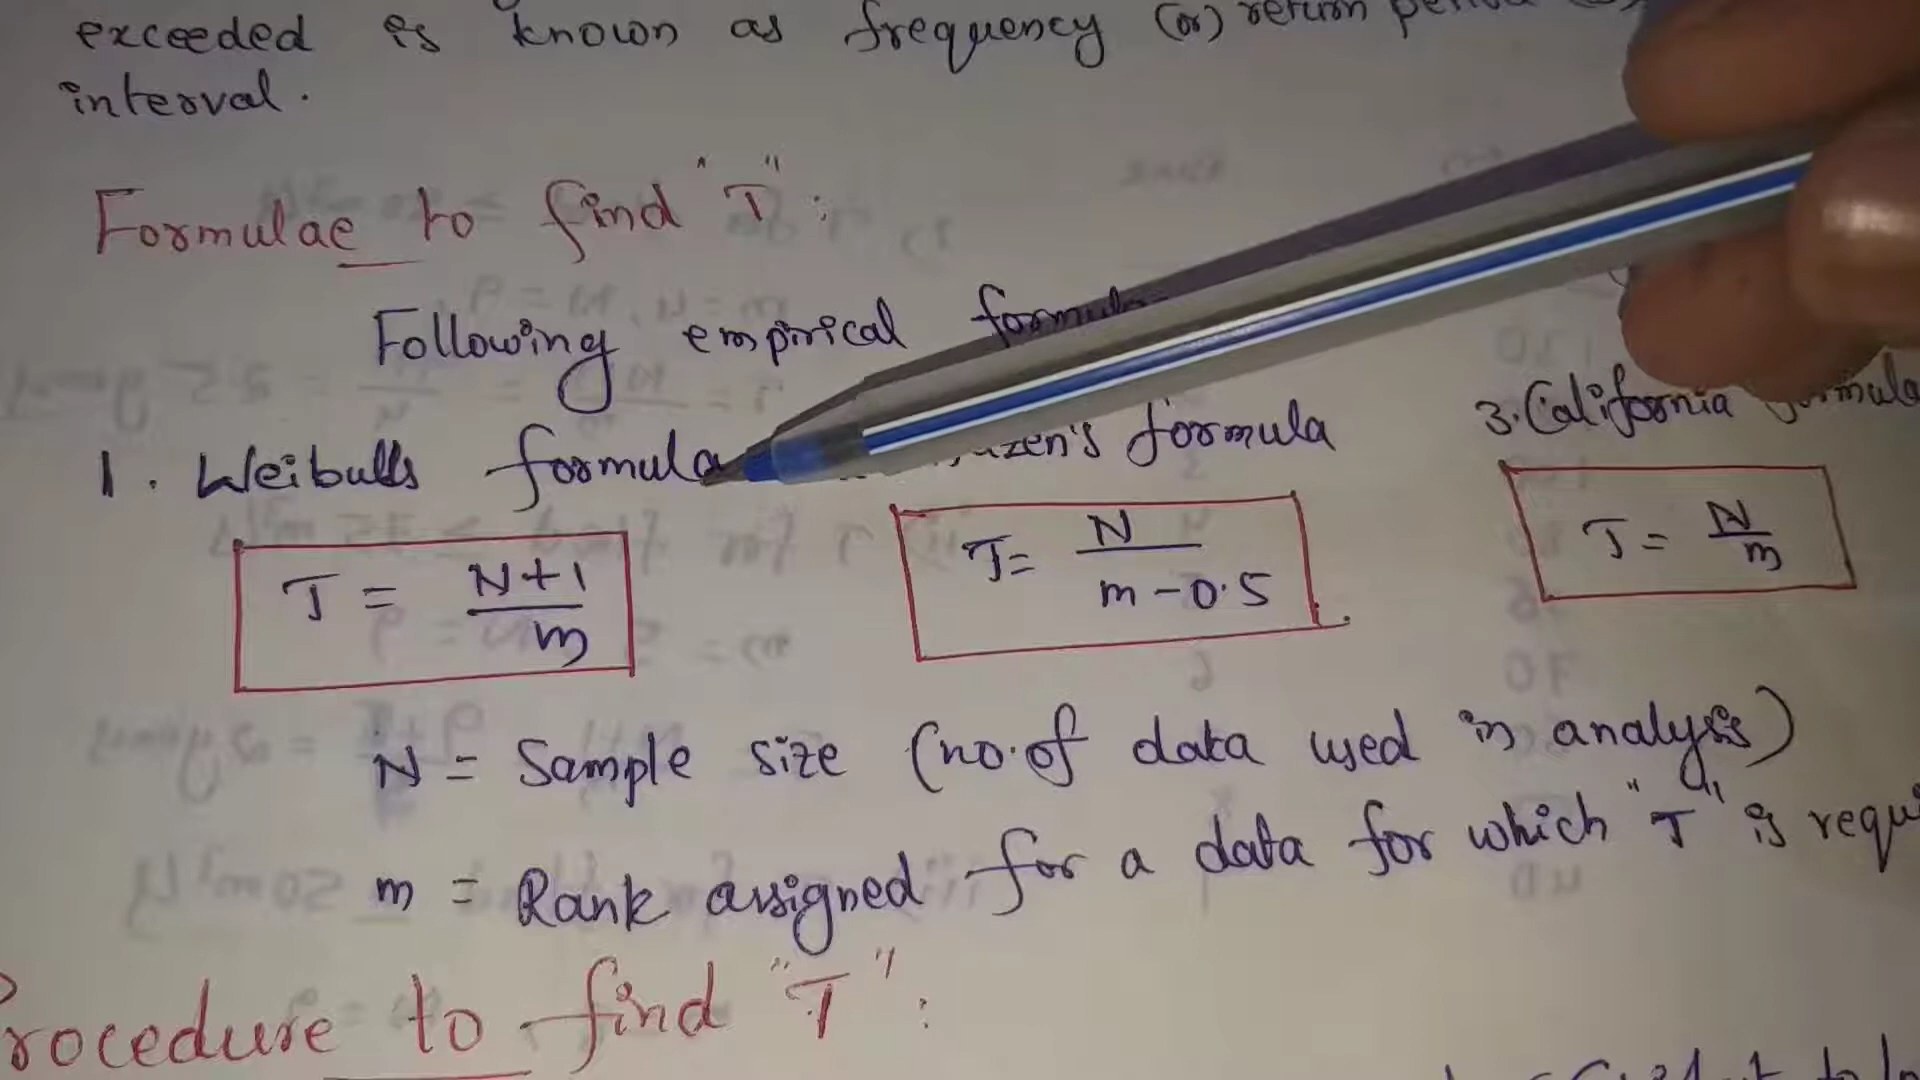 exceeded is known as frequency (or) return period
interval.
Formulae to find "T" :
Following empirical
1. Weibulls formula
formula
3. California formula
T = N+1 / m
T = N / m - 0.5
T = N / m
N = Sample size (no. of data used in analysis)
m = Rank assigned for a data for which "T" is
Procedure to find "T" :